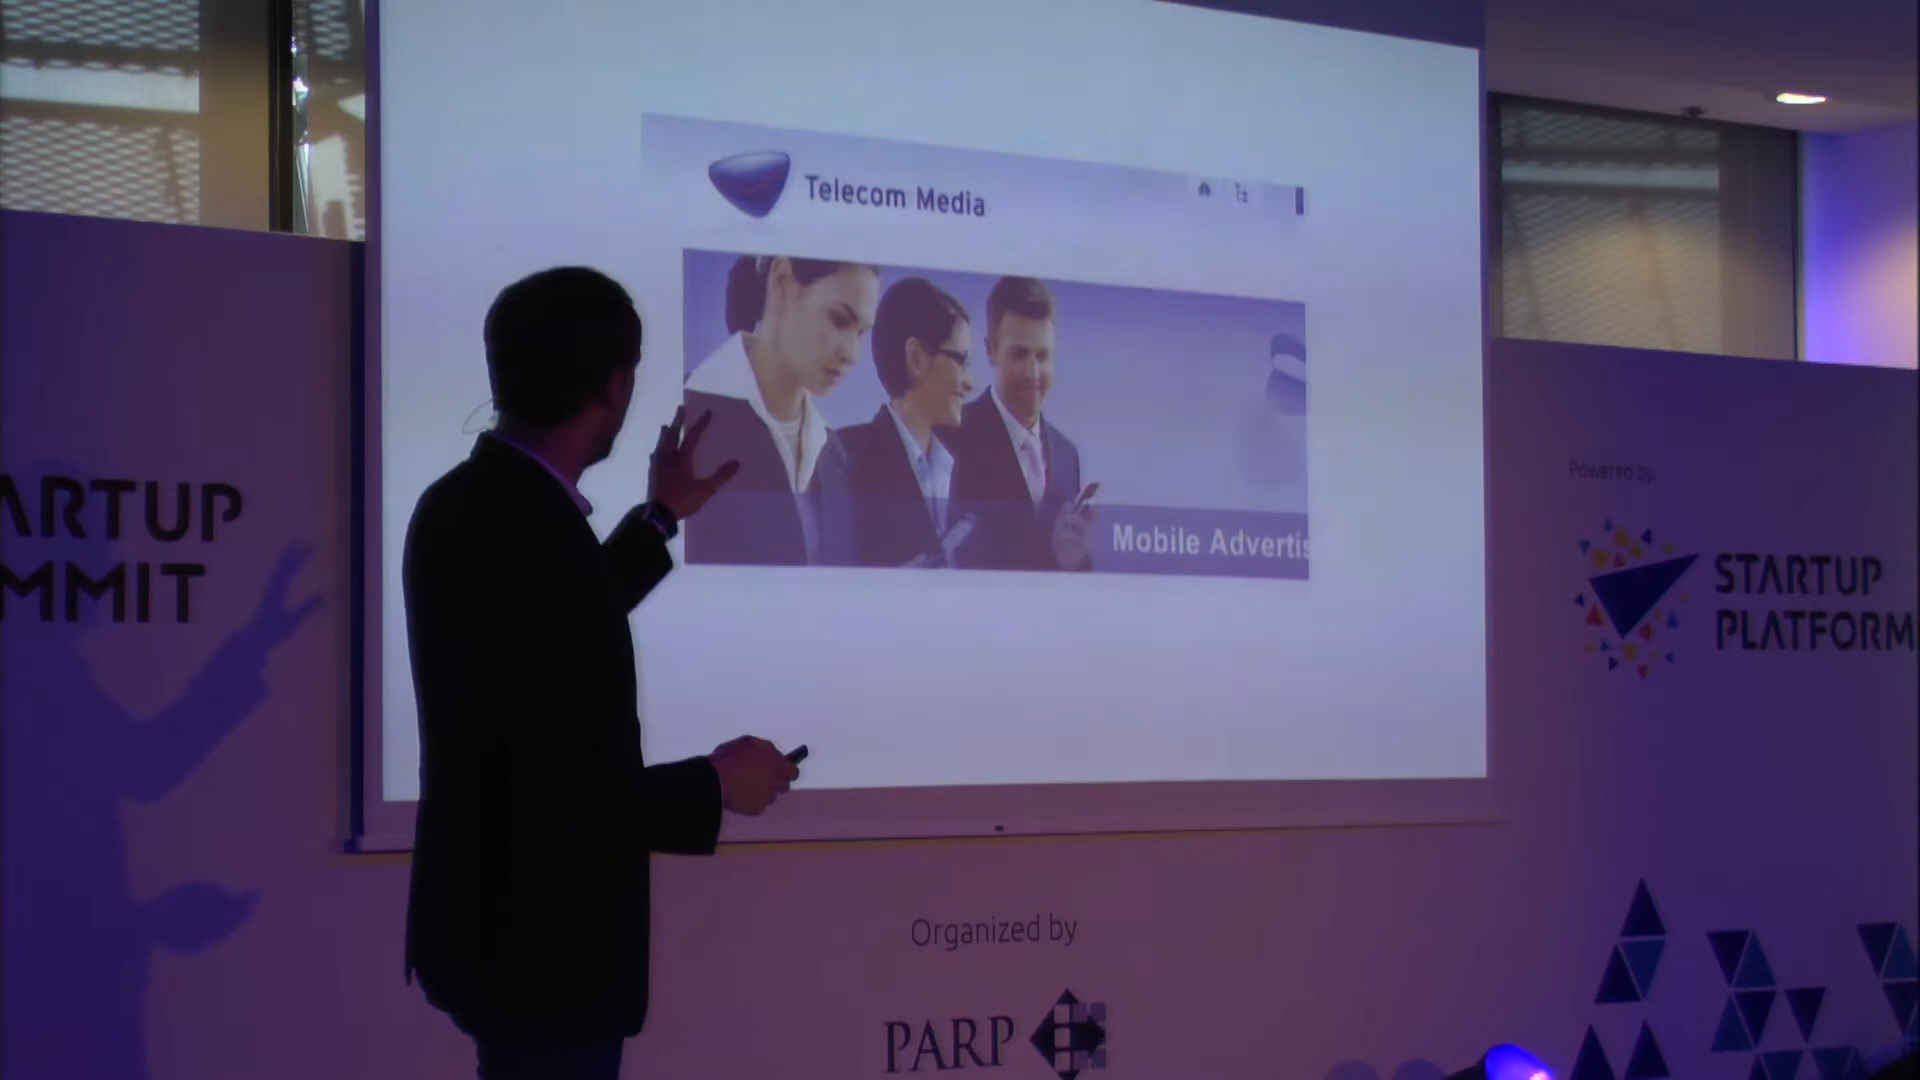 Telecom Media
Mobile Advertis
ARTUP
MMIT
Powered by
STARTUP
PLATFORM
Organized by
PARP